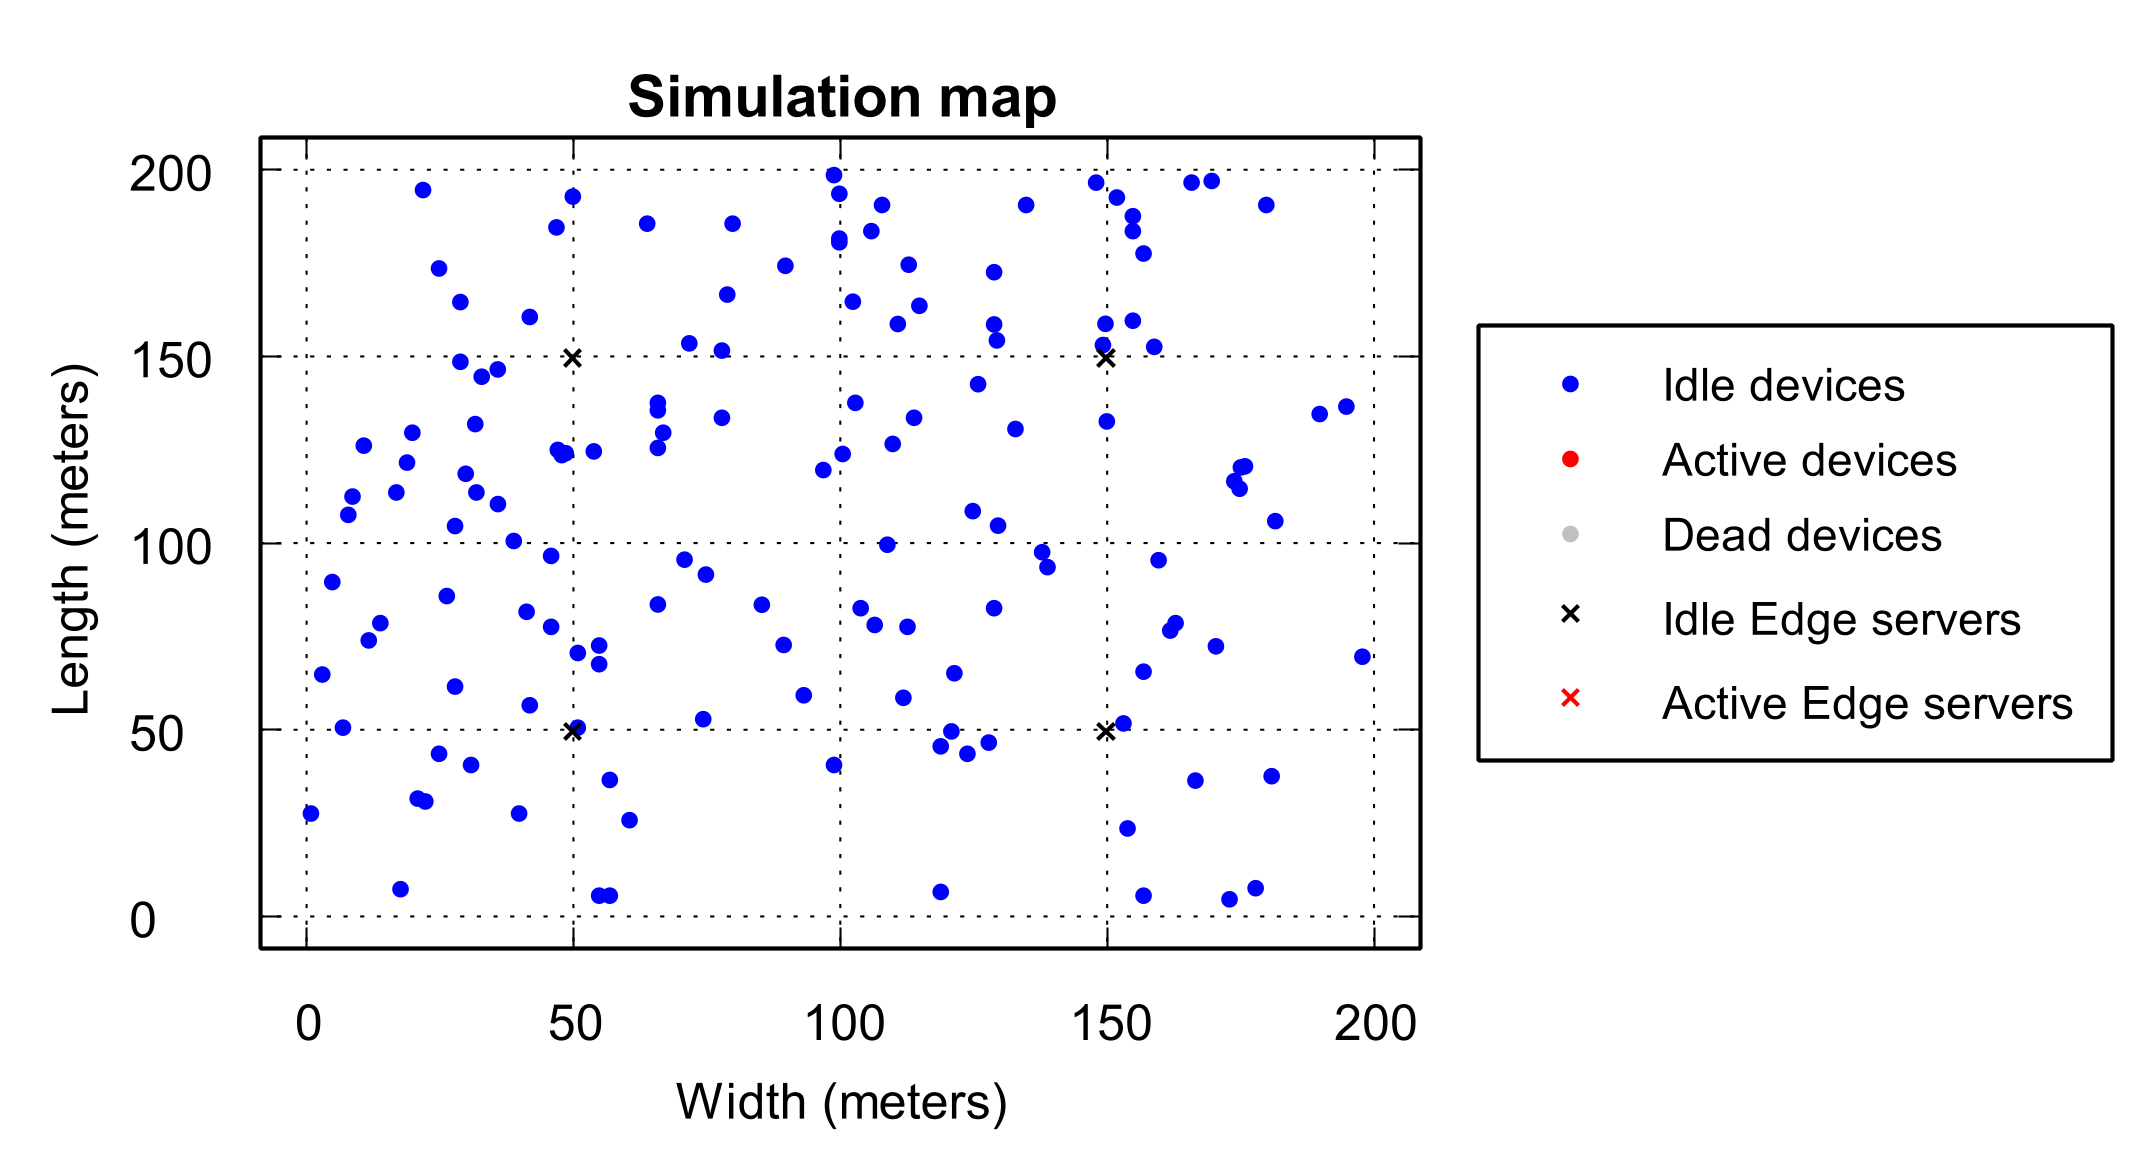 Simulation map
200
150
100
50
0
Length (meters)
0 50 100 150 200
Width (meters)
Idle devices
Active devices
Dead devices
Idle Edge servers
Active Edge servers